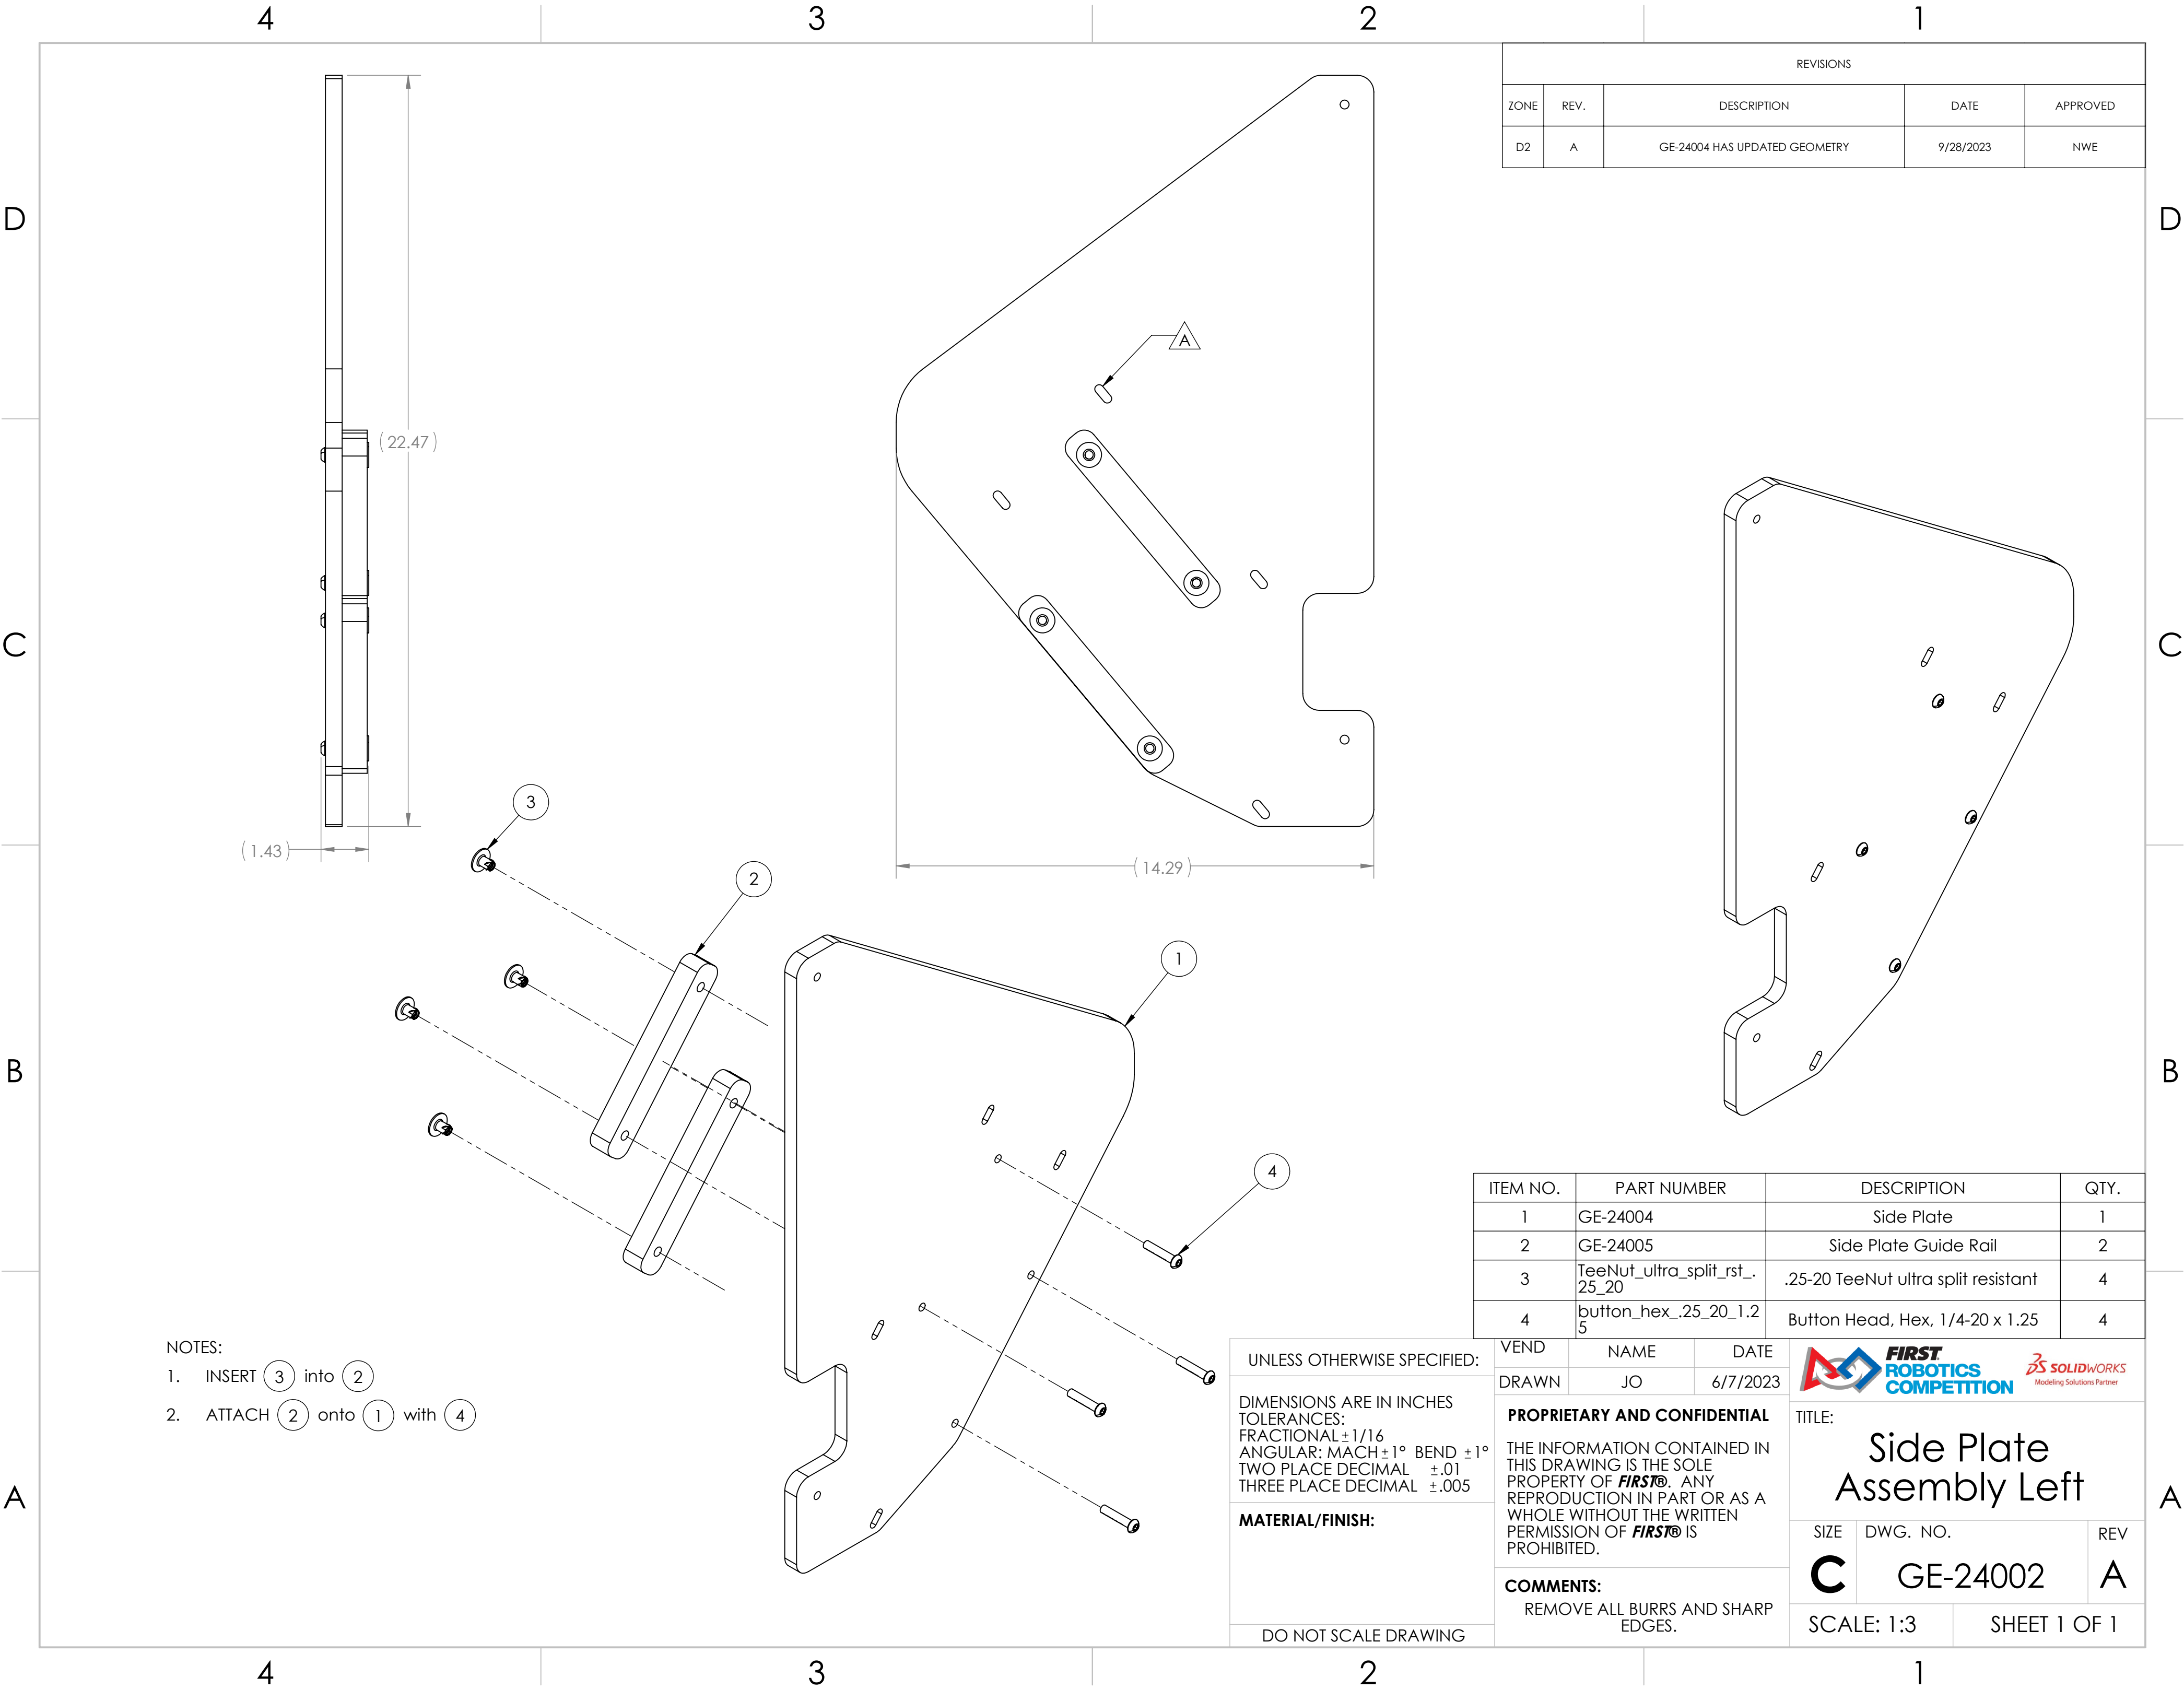 4 3 2 1
REVISIONS
ZONE REV. DESCRIPTION DATE APPROVED
D2 A GE-24004 HAS UPDATED GEOMETRY 9/28/2023 NWE
D D
A
(22.47)
C C
3
(1.43)
2
(14.29)
1
B B
4
ITEM NO. PART NUMBER DESCRIPTION QTY.
1 GE-24004 Side Plate 1
2 GE-24005 Side Plate Guide Rail 2
3 TeeNut_ultra_split_rst_.
25_20 .25-20 TeeNut ultra split resistant 4
4 button_hex_.25_20_1.2
5 Button Head, Hex, 1/4-20 x 1.25 4
NOTES:
1. INSERT 3 into 2
2. ATTACH 2 onto 1 with 4
A A
UNLESS OTHERWISE SPECIFIED:
DIMENSIONS ARE IN INCHES
TOLERANCES:
FRACTIONAL ±1/16
ANGULAR: MACH±1° BEND ±1°
TWO PLACE DECIMAL ±.01
THREE PLACE DECIMAL ±.005
MATERIAL/FINISH:
DO NOT SCALE DRAWING
VEND NAME DATE
DRAWN JO 6/7/2023
PROPRIETARY AND CONFIDENTIAL
THE INFORMATION CONTAINED IN
THIS DRAWING IS THE SOLE
PROPERTY OF FIRST®. ANY
REPRODUCTION IN PART OR AS A
WHOLE WITHOUT THE WRITTEN
PERMISSION OF FIRST® IS
PROHIBITED.
COMMENTS:
REMOVE ALL BURRS AND SHARP
EDGES.
FIRST
ROBOTICS
COMPETITION
SOLIDWORKS
Modeling Solutions Partner
TITLE:
Side Plate
Assembly Left
SIZE DWG. NO. REV
C GE-24002 A
SCALE: 1:3 SHEET 1 OF 1
4 3 2 1